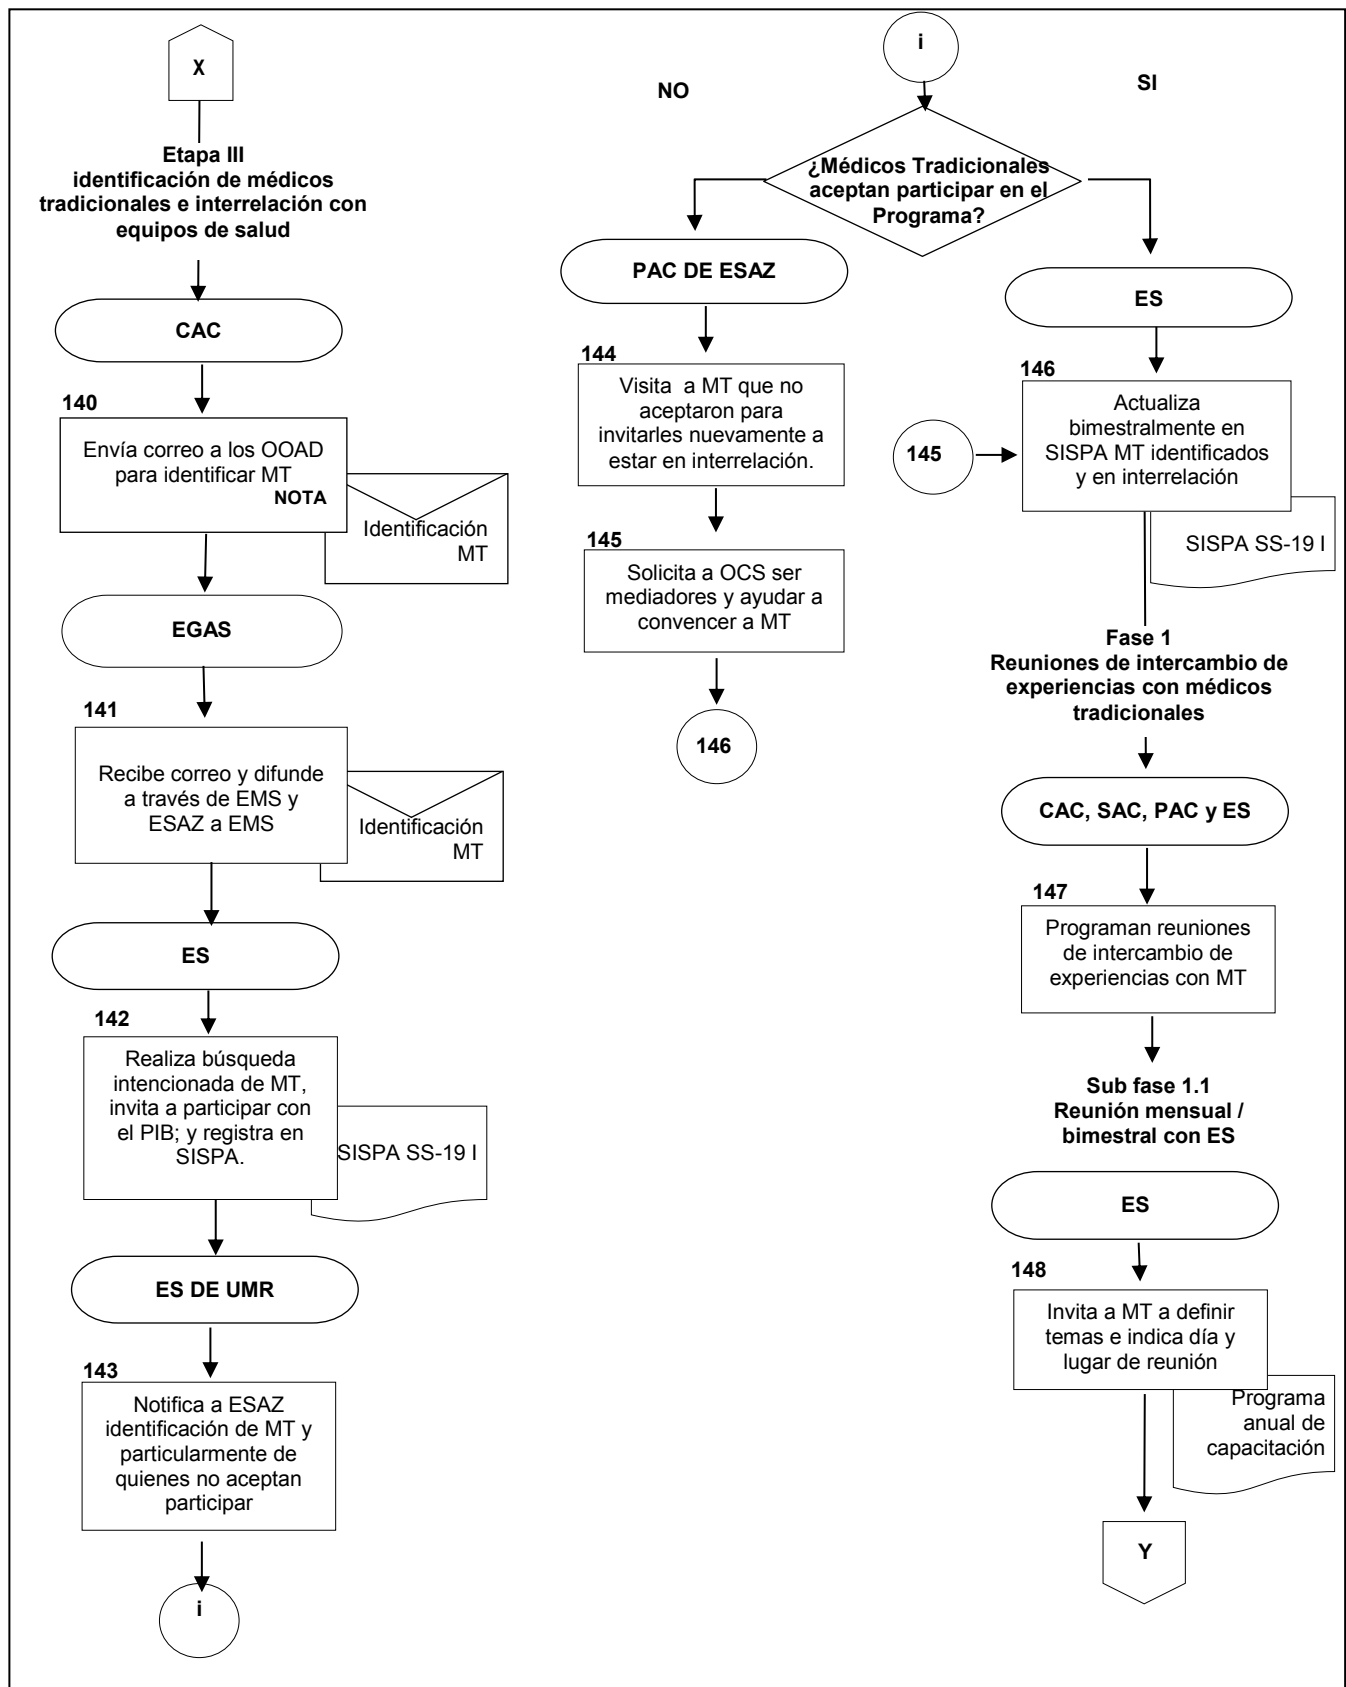 X
Etapa III
identificación de médicos
tradicionales e interrelación con
equipos de salud
CAC
140
Envía correo a los OOAD
para identificar MT
NOTA
Identificación
MT
EGAS
141
Recibe correo y difunde
a través de EMS y
ESAZ a EMS
Identificación
MT
ES
142
Realiza búsqueda
intencionada de MT,
invita a participar con
el PIB; y registra en
SISPA.
SISPA SS-19 I
ES DE UMR
143
Notifica a ESAZ
identificación de MT y
particularmente de
quienes no aceptan
participar
i
i
NO
SI
¿Médicos Tradicionales
aceptan participar en el
Programa?
PAC DE ESAZ
144
Visita a MT que no
aceptaron para
invitarles nuevamente a
estar en interrelación.
145
Solicita a OCS ser
mediadores y ayudar a
convencer a MT
146
ES
146
Actualiza
bimestralmente en
SISPA MT identificados
y en interrelación
145
SISPA SS-19 I
Fase 1
Reuniones de intercambio de
experiencias con médicos
tradicionales
CAC, SAC, PAC y ES
147
Programan reuniones
de intercambio de
experiencias con MT
Sub fase 1.1
Reunión mensual /
bimestral con ES
ES
148
Invita a MT a definir
temas e indica día y
lugar de reunión
Programa
anual de
capacitación
Y